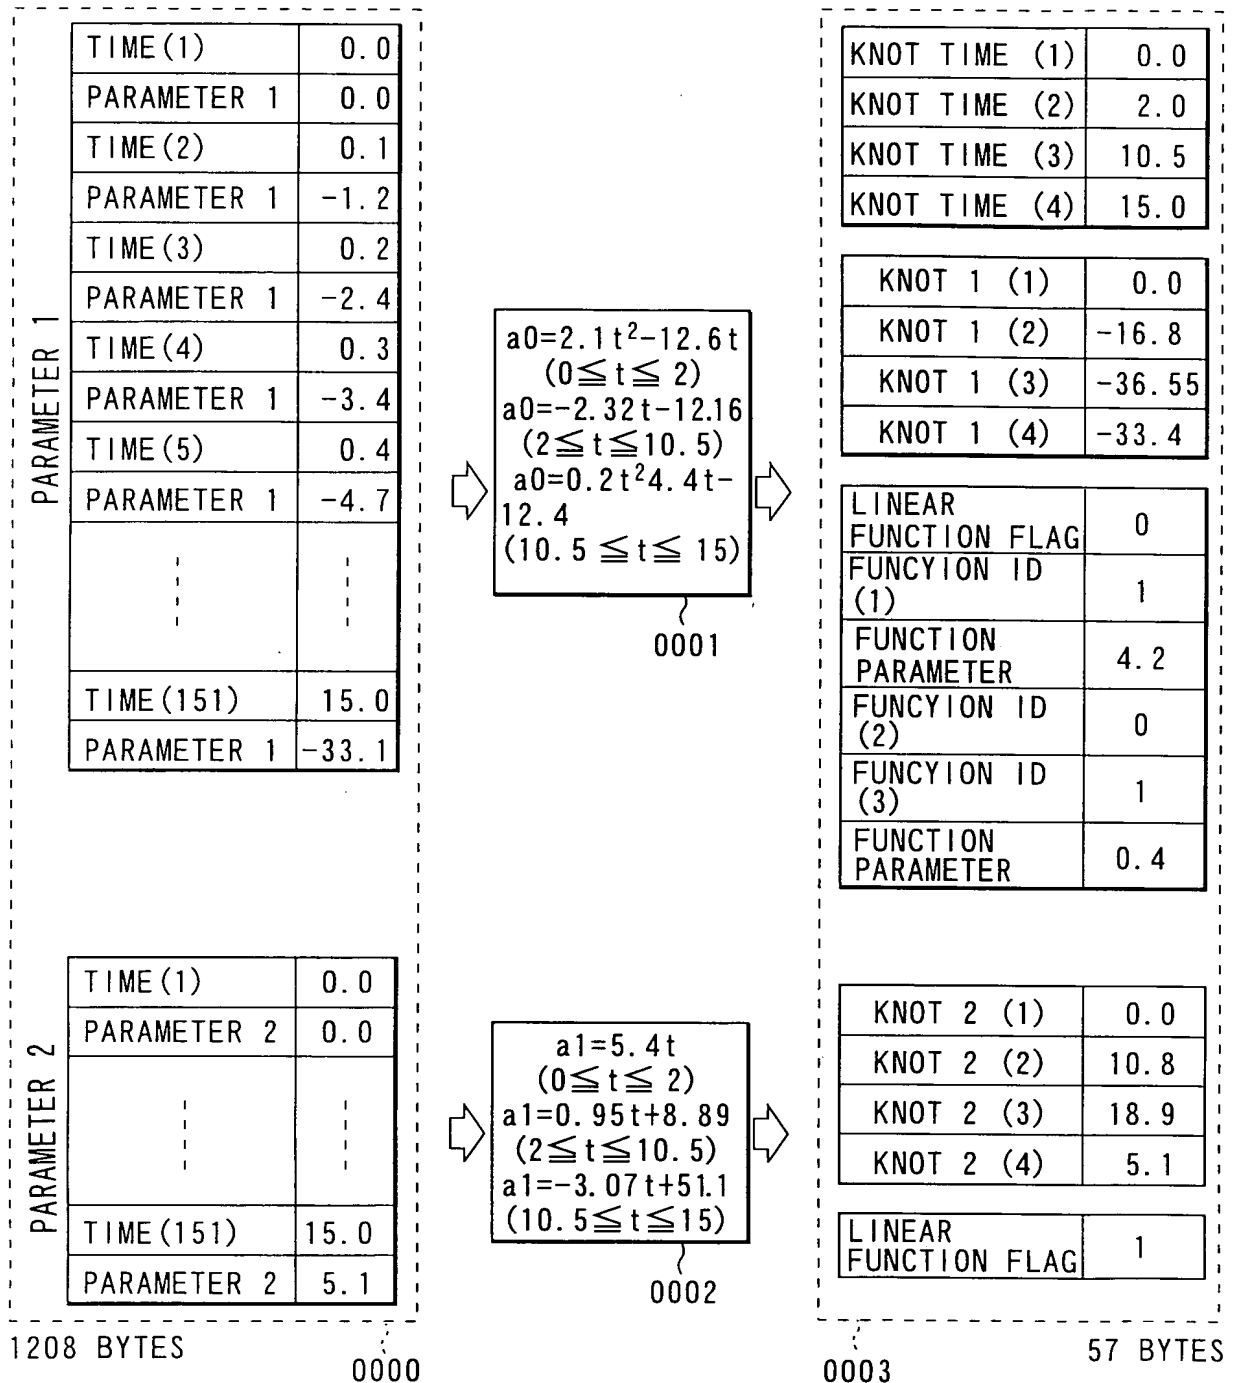 PARAMETER 1
TIME(1) 0.0
PARAMETER 1 0.0
TIME(2) 0.1
PARAMETER 1 -1.2
TIME(3) 0.2
PARAMETER 1 -2.4
TIME(4) 0.3
PARAMETER 1 -3.4
TIME(5) 0.4
PARAMETER 1 -4.7
TIME(151) 15.0
PARAMETER 1 -33.1
PARAMETER 2
TIME(1) 0.0
PARAMETER 2 0.0
TIME(151) 15.0
PARAMETER 2 5.1
1208 BYTES
0000
a0=2.1t²-12.6t
(0≦t≦2)
a0=-2.32t-12.16
(2≦t≦10.5)
a0=0.2t²4.4t-
12.4
(10.5≦t≦15)
0001
a1=5.4t
(0≦t≦2)
a1=0.95t+8.89
(2≦t≦10.5)
a1=-3.07t+51.1
(10.5≦t≦15)
0002
KNOT TIME (1) 0.0
KNOT TIME (2) 2.0
KNOT TIME (3) 10.5
KNOT TIME (4) 15.0
KNOT 1 (1) 0.0
KNOT 1 (2) -16.8
KNOT 1 (3) -36.55
KNOT 1 (4) -33.4
LINEAR
FUNCTION FLAG 0
FUNCYION ID
(1) 1
FUNCTION
PARAMETER 4.2
FUNCYION ID
(2) 0
FUNCYION ID
(3) 1
FUNCTION
PARAMETER 0.4
KNOT 2 (1) 0.0
KNOT 2 (2) 10.8
KNOT 2 (3) 18.9
KNOT 2 (4) 5.1
LINEAR
FUNCTION FLAG 1
0003
57 BYTES